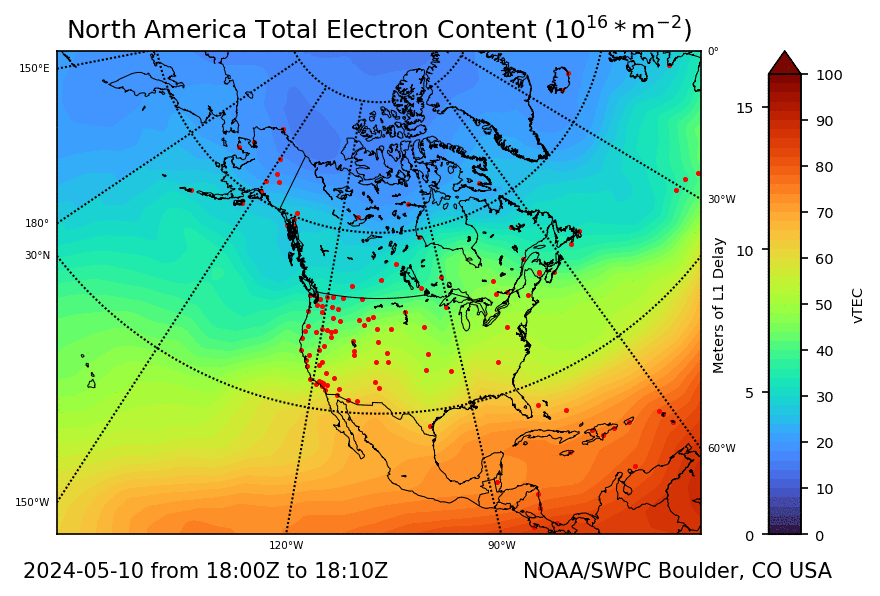 North America Total Electron Content (10^16 * m^−2)
0°
150°E
100
15
90
80
30°W
70
180°
10
30°N
60
Meters of L1 Delay
50
vTEC
40
5
30
60°W
20
150°W
10
0
0
120°W
90°W
2024-05-10 from 18:00Z to 18:10Z
NOAA/SWPC Boulder, CO USA